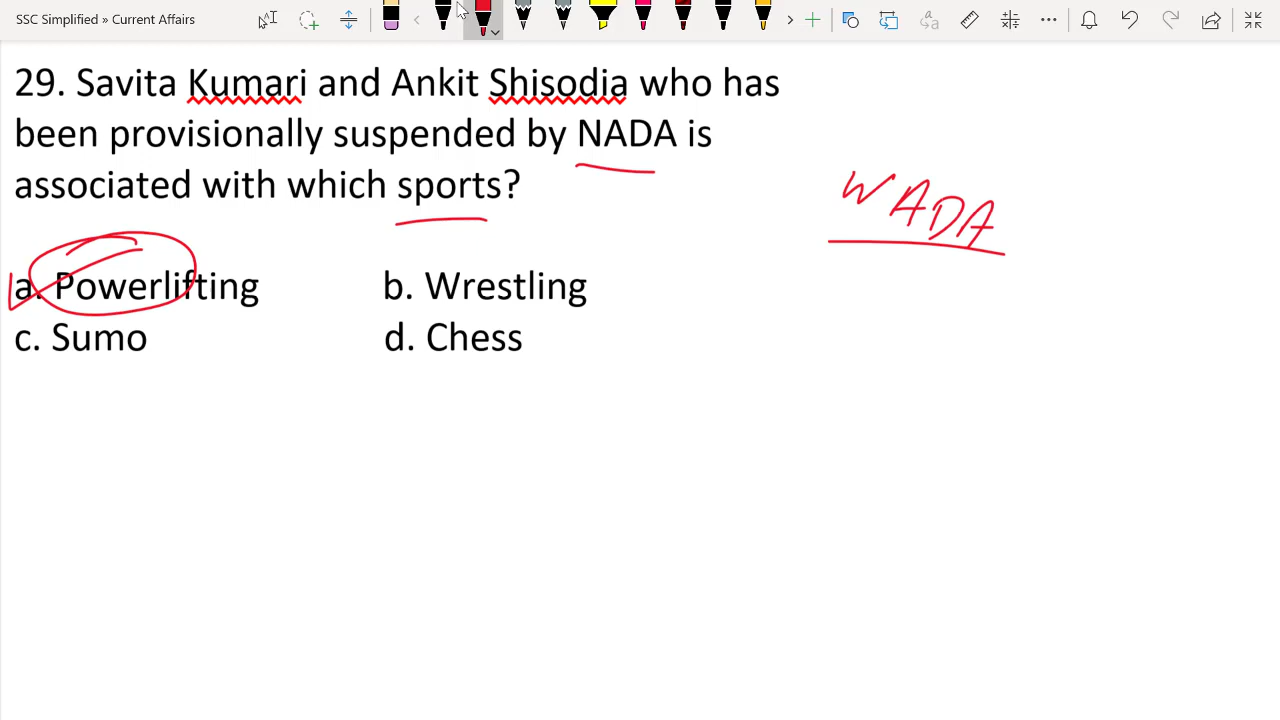 SSC Simplified » Current Affairs
29. Savita Kumari and Ankit Shisodia who has
been provisionally suspended by NADA is
associated with which sports?
WADA
a. Powerlifting b. Wrestling
c. Sumo d. Chess